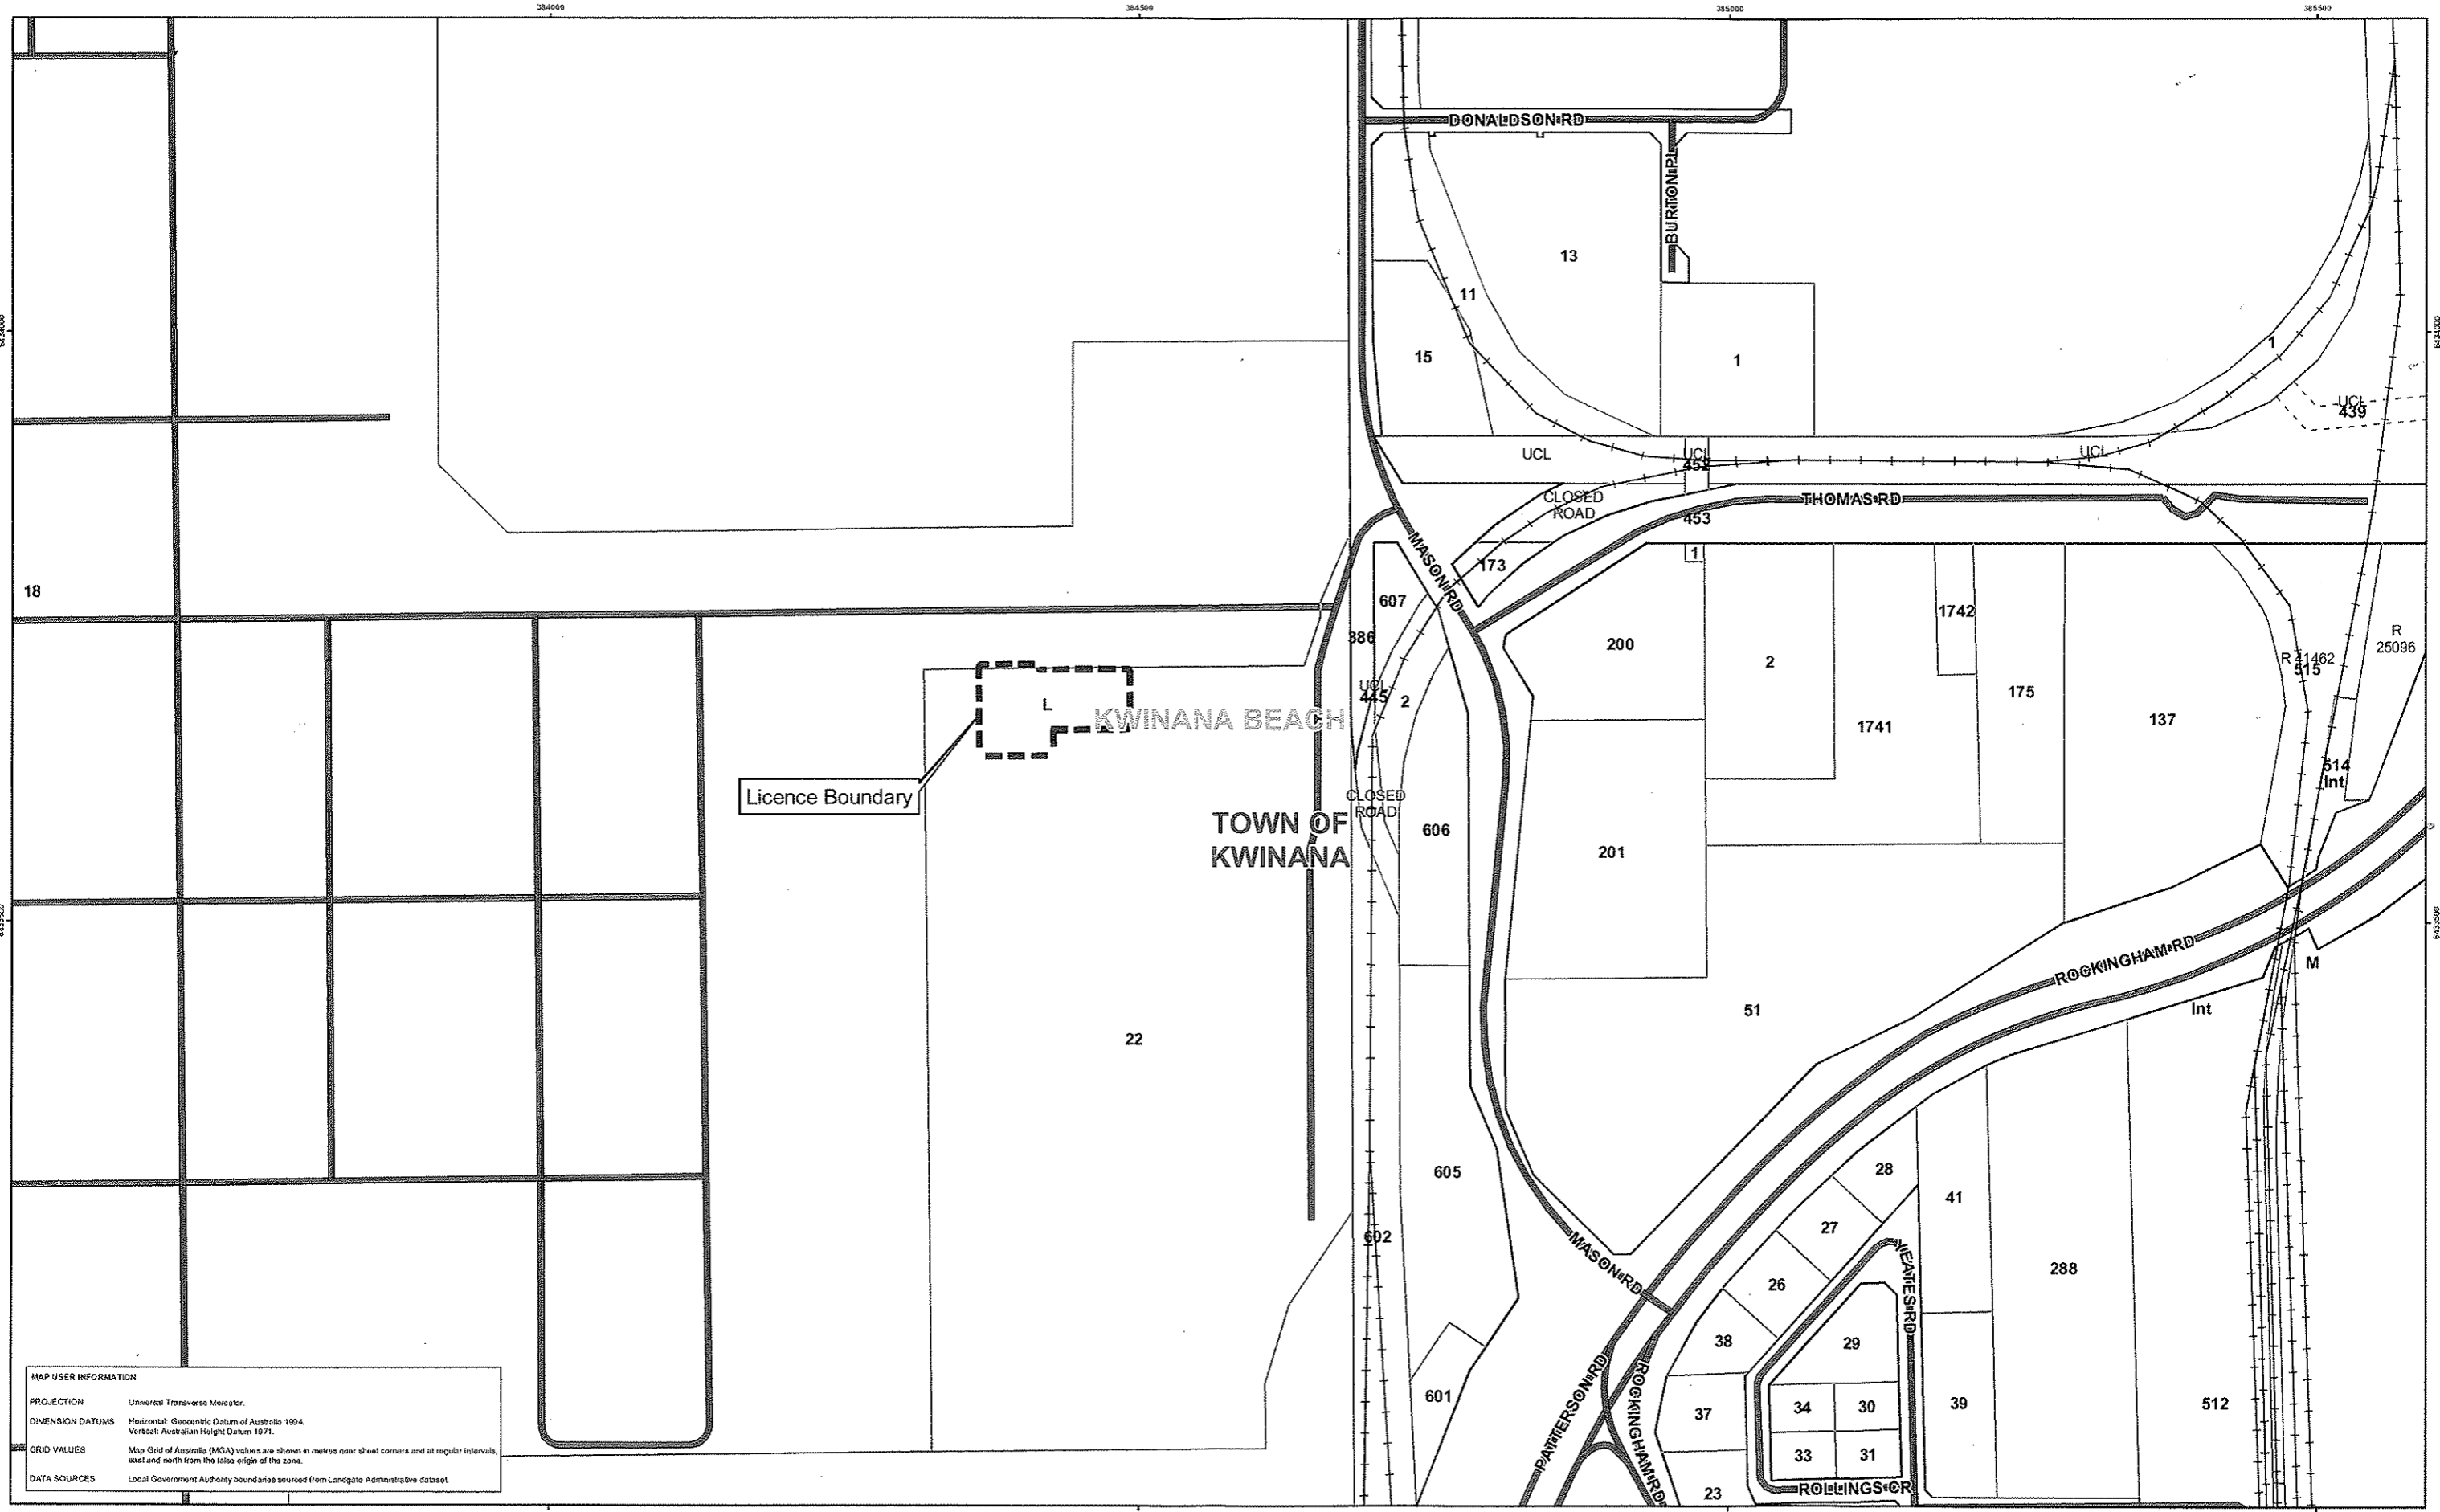 384000
384500
385000
385500
DONALDSON RD
BURTON PL
13
11
15
1
1
6434000
6434000
UCL
439
UCL
UCL
452
UCL
CLOSED
ROAD
THOMAS RD
453
MASON RD
173
1
18
607
386
200
2
1742
R
25096
R 41462
515
UCL
445
2
L
KWINANA BEACH
175
137
1741
514
Int
Licence Boundary
CLOSED
ROAD
TOWN OF
KWINANA
606
201
6433500
6433500
ROCKINGHAM RD
M
Int
51
22
605
28
41
27
602
MASON RD
26
YEATES RD
288
38
29
PATTERSON RD
ROCKINGHAM RD
601
37
34
30
39
512
33
31
23
ROLLINGS CR
MAP USER INFORMATION
PROJECTION Universal Transverse Mercator.
DIMENSION DATUMS Horizontal: Geocentric Datum of Australia 1994.
Vertical: Australian Height Datum 1971.
GRID VALUES Map Grid of Australia (MGA) values are shown in metres near sheet corners and at regular intervals,
east and north from the false origin of the zone.
DATA SOURCES Local Government Authority boundaries sourced from Landgate Administrative dataset.